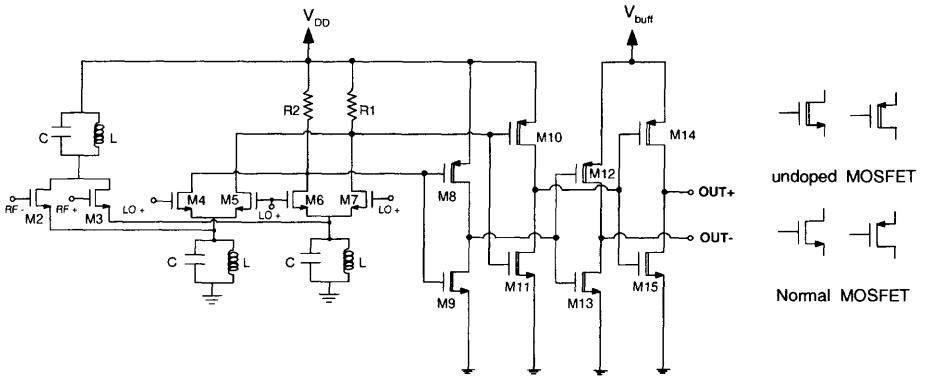 V_DD
V_buff
R2
R1
C
L
M10
M14
M12
M8
undoped MOSFET
M4
M5
M6
M7
RF -
M2
RF +
M3
LO +
LO +
LO +
OUT+
OUT-
C
L
C
L
M9
M11
M13
M15
Normal MOSFET